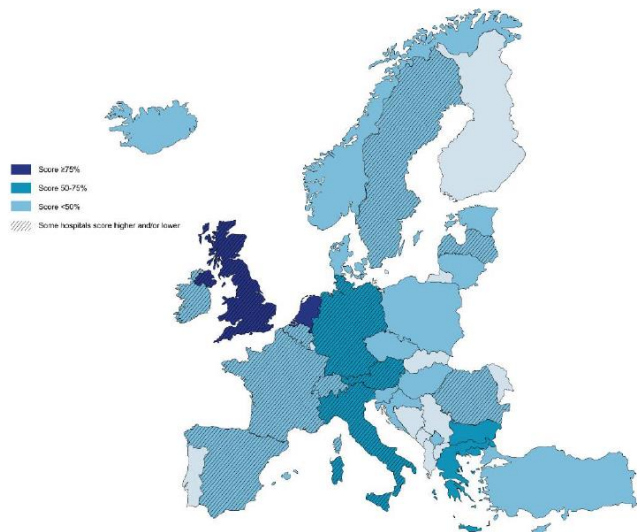 Score ≥75%
Score 50-75%
Score <50%
Some hospitals score higher and/or lower